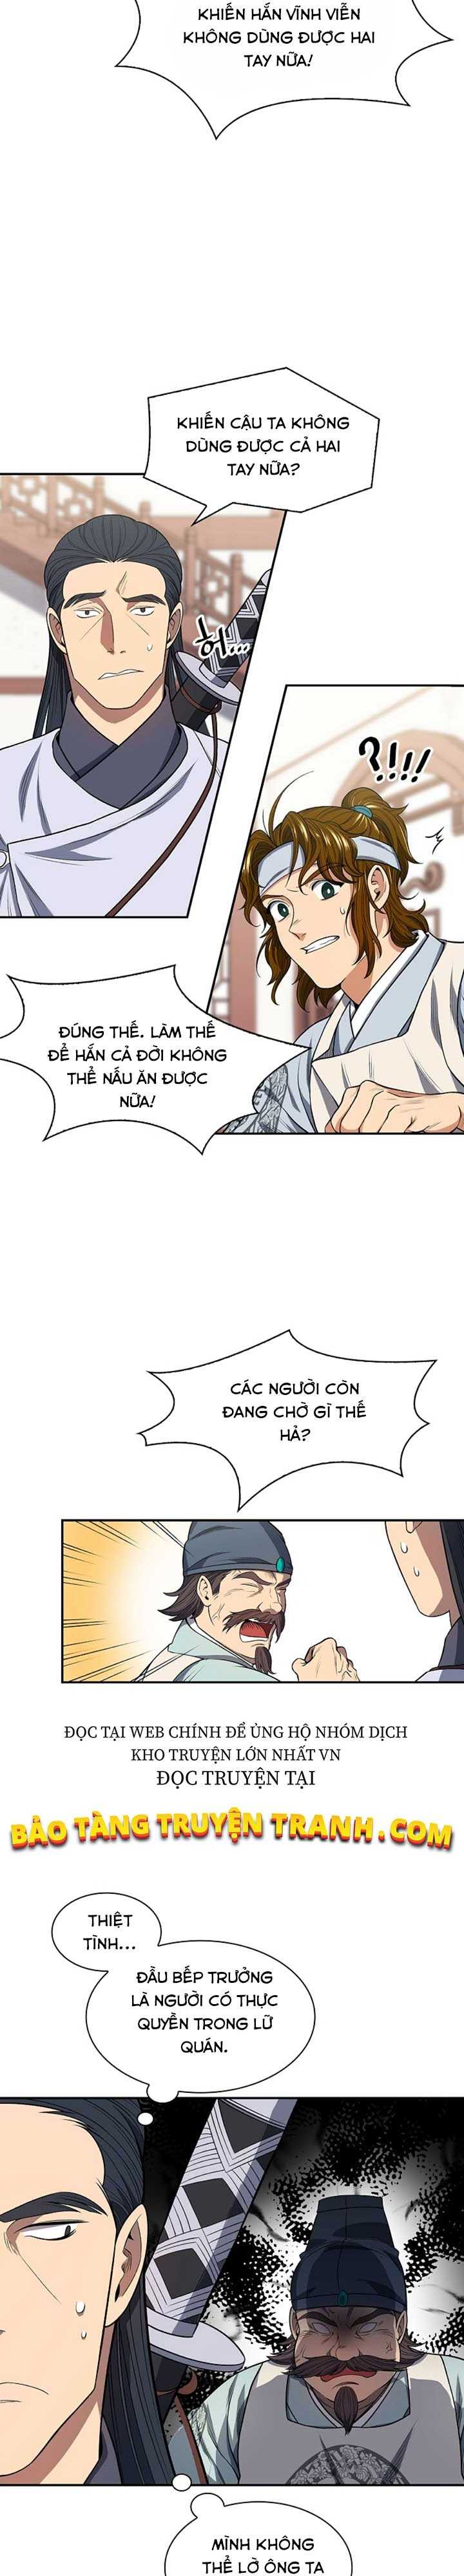 KHIẾN HẮN VĨNH VIỄN
KHÔNG DÙNG ĐƯỢC HAI
TAY NỮA!
KHIẾN CẬU TA KHÔNG
DÙNG ĐƯỢC CẢ HAI
TAY NỮA?
허...
?!!!
ĐÚNG THẾ. LÀM THẾ
ĐỂ HẮN CẢ ĐỜI KHÔNG
THỂ NẤU ĂN ĐƯỢC
NỮA!
CÁC NGƯỜI CÒN
ĐANG CHỜ GÌ THẾ
HẢ?
ĐỌC TẠI WEB CHÍNH ĐỂ ỦNG HỘ NHÓM DỊCH
KHO TRUYỆN LỚN NHẤT VN
ĐỌC TRUYỆN TẠI
BẢO TÀNG TRUYỆN TRANH.COM
THIỆT
TÌNH...
ĐẦU BẾP TRƯỞNG
LÀ NGƯỜI CÓ THỰC
QUYỀN TRONG LỮ
QUÁN.
MÌNH KHÔNG
THỂ LỜ ÔNG TA